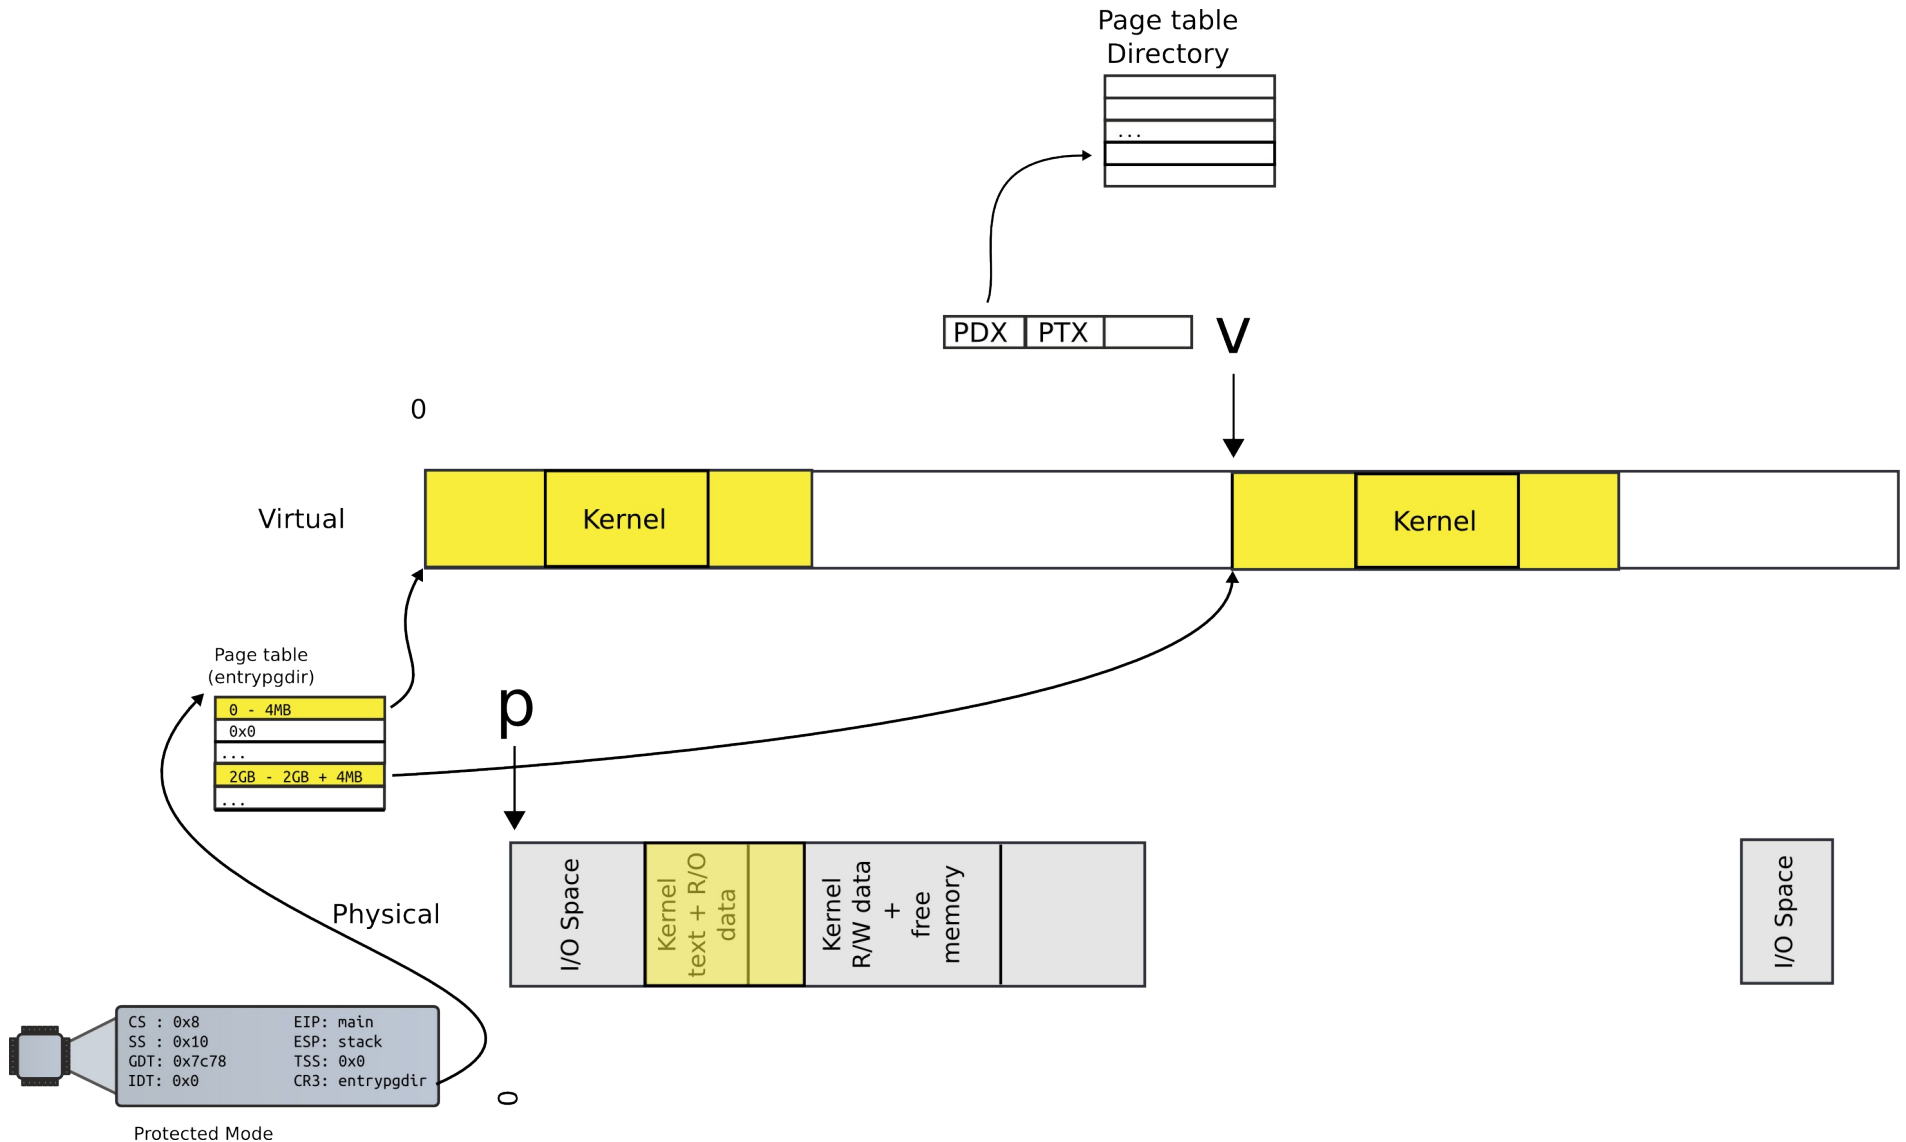 Page table
Directory
...
PDX PTX
v
0
Virtual
Kernel
Kernel
Page table
(entrypgdir)
0 - 4MB
0x0
...
2GB - 2GB + 4MB
...
p
Physical
I/O Space
Kernel
text + R/O
data
Kernel
R/W data
+
free
memory
I/O Space
CS : 0x8 EIP: main
SS : 0x10 ESP: stack
GDT: 0x7c78 TSS: 0x0
IDT: 0x0 CR3: entrypgdir
0
Protected Mode